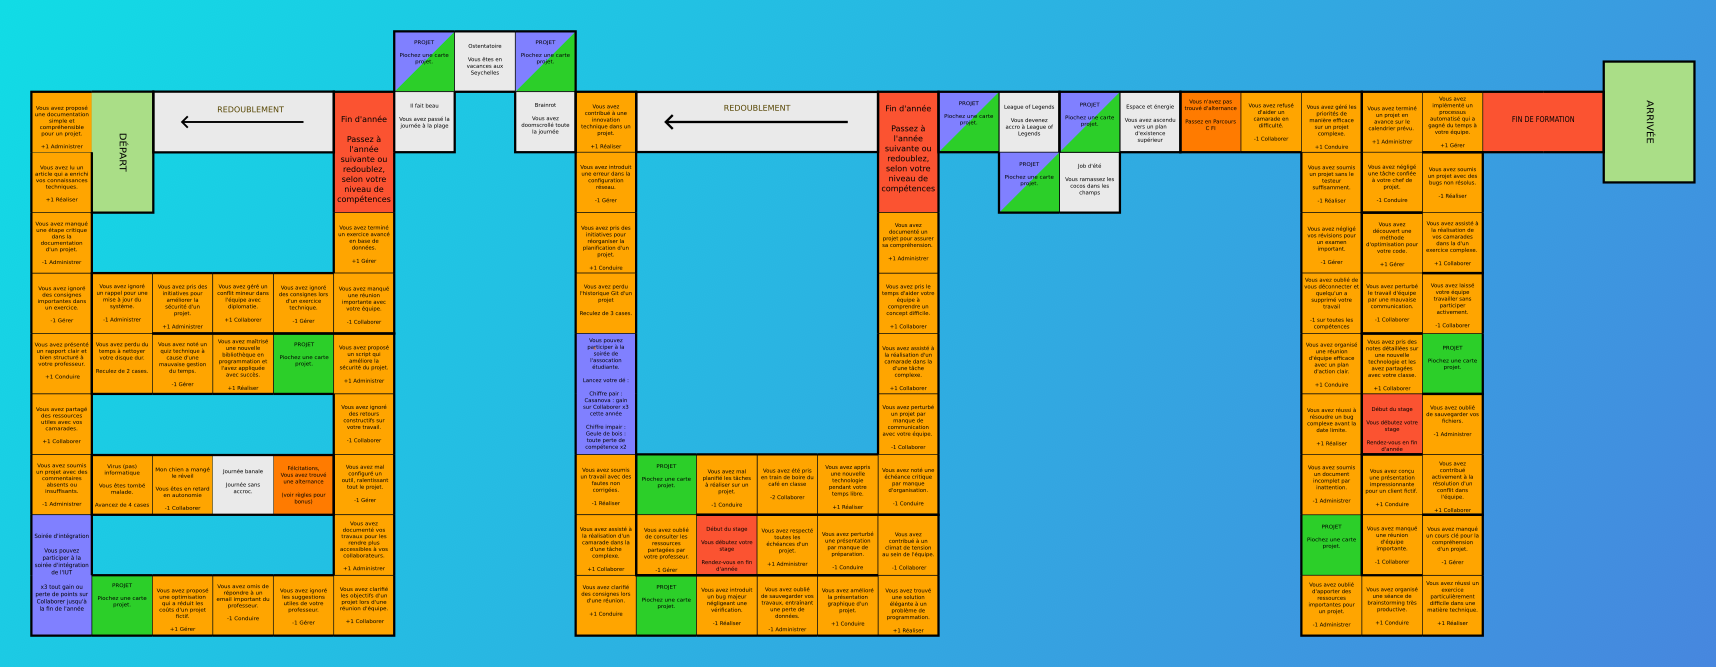 PROJET
Piochez une carte
projet.
Ostentatoire
Vous êtes en
vacances aux
Seychelles
PROJET
Piochez une carte
projet.
Vous avez proposé
une documentation
simple et
compréhensible
pour un projet.
+1 Administrer
DÉPART
REDOUBLEMENT
Fin d'année
Passez à
l'année
suivante ou
redoublez,
selon votre
niveau de
compétences
Il fait beau
Vous avez passé la
journée à la plage
Brainrot
Vous avez
doomscrollé toute
la journée
Vous avez
contribué à une
innovation
technique dans un
projet.
+1 Réaliser
REDOUBLEMENT
Fin d'année
Passez à
l'année
suivante ou
redoublez,
selon votre
niveau de
compétences
PROJET
Piochez une carte
projet.
League of Legends
Vous devenez
accro à League of
Legends
PROJET
Piochez une carte
projet.
Espace et énergie
Vous avez ascendu
vers un plan
d'existence
supérieur
Vous n'avez pas
trouvé d'alternance
Passez en Parcours
C FI
Vous avez refusé
d'aider un
camarade en
difficulté.
-1 Collaborer
Vous avez géré les
priorités de
manière efficace
sur un projet
complexe.
+1 Conduire
Vous avez terminé
un projet en
avance sur le
calendrier prévu.
+1 Administrer
Vous avez
implémenté un
processus
automatisé qui a
gagné du temps à
votre équipe.
+1 Gérer
FIN DE FORMATION
ARRIVÉE
Vous avez lu un
article qui a enrichi
vos connaissances
techniques.
+1 Réaliser
Vous avez introduit
une erreur dans la
configuration
réseau.
-1 Gérer
PROJET
Piochez une carte
projet.
Job d'été
Vous ramassez les
cocos dans les
champs
Vous avez soumis
un projet sans le
testeur
suffisamment.
-1 Réaliser
Vous avez négligé
une tâche confiée
à votre chef de
projet.
-1 Conduire
Vous avez soumis
un projet avec des
bugs non résolus.
-1 Réaliser
Vous avez manqué
une étape critique
dans la
documentation
d'un projet.
-1 Administrer
Vous avez terminé
un exercice avancé
en base de
données.
+1 Gérer
Vous avez pris des
initiatives pour
réorganiser la
planification d'un
projet.
+1 Conduire
Vous avez
documenté un
projet pour assurer
sa compréhension.
+1 Administrer
Vous avez négligé
vos révisions pour
un examen
important.
-1 Gérer
Vous avez
découvert une
méthode
d'optimisation pour
votre code.
+1 Gérer
Vous avez assisté à
la réalisation de
vos camarades
dans la d'un
exercice complexe.
+1 Collaborer
Vous avez ignoré
des consignes
importantes dans
un exercice.
-1 Gérer
Vous avez ignoré
un rappel pour une
mise à jour du
système.
-1 Administrer
Vous avez pris des
initiatives pour
améliorer la
sécurité d'un
projet.
+1 Administrer
Vous avez géré un
conflit mineur dans
l'équipe avec
diplomatie.
+1 Collaborer
Vous avez ignoré
des consignes lors
d'un exercice
technique.
-1 Gérer
Vous avez manqué
une réunion
importante avec
votre équipe.
-1 Collaborer
Vous avez perdu
l'historique Git d'un
projet
Reculez de 3 cases.
Vous avez pris le
temps d'aider votre
équipe à
comprendre un
concept difficile.
+1 Collaborer
Vous avez oublié de
vous déconnecter et
quelqu'un a
supprimé votre
travail
-1 sur toutes les
compétences
Vous avez perturbé
le travail d'équipe
par une mauvaise
communication.
-1 Collaborer
Vous avez laissé
votre équipe
travailler sans
participer
activement.
-1 Collaborer
Vous avez présenté
un rapport clair et
bien structuré à
votre professeur.
+1 Conduire
Vous avez perdu du
temps à nettoyer
votre disque dur.
Reculez de 2 cases.
Vous avez noté un
quiz technique à
cause d'une
mauvaise gestion
du temps.
-1 Gérer
Vous avez maîtrisé
une nouvelle
bibliothèque en
programmation et
l'avez appliquée
avec succès.
+1 Réaliser
PROJET
Piochez une carte
projet.
Vous avez proposé
un script qui
améliore la
sécurité du projet.
+1 Administrer
Vous pouvez
participer à la
soirée de
l'assocation
étudiante.
Lancez votre dé :
Chiffre pair :
Casanova : gain
sur Collaborer x3
cette année
Chiffre impair :
Geule de bois :
toute perte de
compétence x2
Vous avez assisté à
la réalisation d'un
camarade dans la
d'une tâche
complexe.
+1 Collaborer
Vous avez organisé
une réunion
d'équipe efficace
avec un plan
d'action clair.
+1 Conduire
Vous avez pris des
notes détaillées sur
une nouvelle
technologie et les
avez partagées
avec votre classe.
+1 Collaborer
PROJET
Piochez une carte
projet.
Vous avez partagé
des ressources
utiles avec vos
camarades.
+1 Collaborer
Vous avez ignoré
des retours
constructifs sur
votre travail.
-1 Collaborer
Vous avez perturbé
un projet par
manque de
communication
avec votre équipe.
-1 Collaborer
Vous avez réussi à
résoudre un bug
complexe avant la
date limite.
+1 Réaliser
Début du stage
Vous débutez votre
stage
Rendez-vous en fin
d'année
Vous avez oublié
de sauvegarder vos
fichiers.
-1 Administrer
Vous avez soumis
un projet avec des
commentaires
absents ou
insuffisants.
-1 Administrer
Virus (pas)
informatique
Vous êtes tombé
malade.
Avancez de 4 cases
Mon chien a mangé
le réveil
Vous êtes en retard
en autonomie
-1 Collaborer
Journée banale
Journée sans
accroc.
Félicitations,
Vous avez trouvé
une alternance
(voir règles pour
bonus)
Vous avez mal
configuré un
outil, ralentissant
tout le projet.
-1 Gérer
Vous avez soumis
un travail avec des
fautes non
corrigées.
-1 Réaliser
PROJET
Piochez une carte
projet.
Vous avez mal
planifié les tâches
à réaliser sur un
projet.
-1 Conduire
Vous avez été pris
en train de boire du
café en classe
-2 Collaborer
Vous avez appris
une nouvelle
technologie
pendant votre
temps libre.
+1 Réaliser
Vous avez noté une
échéance critique
par manque
d'organisation.
-1 Conduire
Vous avez soumis
un document
incomplet par
inattention.
-1 Administrer
Vous avez conçu
une présentation
impressionnante
pour un client fictif.
+1 Conduire
Vous avez
contribué
activement à la
résolution d'un
conflit dans
l'équipe.
+1 Collaborer
Soirée d'intégration
Vous pouvez
participer à la
soirée d'intégration
de l'IUT
x3 tout gain ou
perte de points sur
Collaborer jusqu'à
la fin de l'année
Vous avez
documenté vos
travaux pour les
rendre plus
accessibles à vos
collaborateurs.
+1 Administrer
Vous avez assisté à
la réalisation d'un
camarade dans la
d'une tâche
complexe.
+1 Collaborer
Vous avez oublié
de consulter les
ressources
partagées par
votre professeur.
-1 Gérer
Début du stage
Vous débutez votre
stage
Rendez-vous en fin
d'année
Vous avez respecté
toutes les
échéances d'un
projet.
+1 Administrer
Vous avez perturbé
une présentation
par manque de
préparation.
-1 Conduire
Vous avez
contribué à un
climat de tension
au sein de l'équipe.
-1 Collaborer
PROJET
Piochez une carte
projet.
Vous avez manqué
une réunion
d'équipe
importante.
-1 Collaborer
Vous avez manqué
un cours clé pour la
compréhension
d'un projet.
-1 Gérer
PROJET
Piochez une carte
projet.
Vous avez proposé
une optimisation
qui a réduit les
coûts d'un projet
fictif.
+1 Gérer
Vous avez omis de
répondre à un
email important du
professeur.
-1 Conduire
Vous avez ignoré
les suggestions
utiles de votre
professeur.
-1 Gérer
Vous avez clarifié
les objectifs d'un
projet lors d'une
réunion d'équipe.
+1 Collaborer
Vous avez clarifié
des consignes lors
d'une réunion.
+1 Conduire
PROJET
Piochez une carte
projet.
Vous avez introduit
un bug majeur
négligeant une
vérification.
-1 Réaliser
Vous avez oublié
de sauvegarder vos
travaux, entraînant
une perte de
données.
-1 Administrer
Vous avez amélioré
la présentation
graphique d'un
projet.
+1 Conduire
Vous avez trouvé
une solution
élégante à un
problème de
programmation.
+1 Réaliser
Vous avez oublié
d'apporter des
ressources
importantes pour
un projet.
-1 Administrer
Vous avez organisé
une séance de
brainstorming très
productive.
+1 Conduire
Vous avez réussi un
exercice
particulièrement
difficile dans une
matière technique.
+1 Réaliser